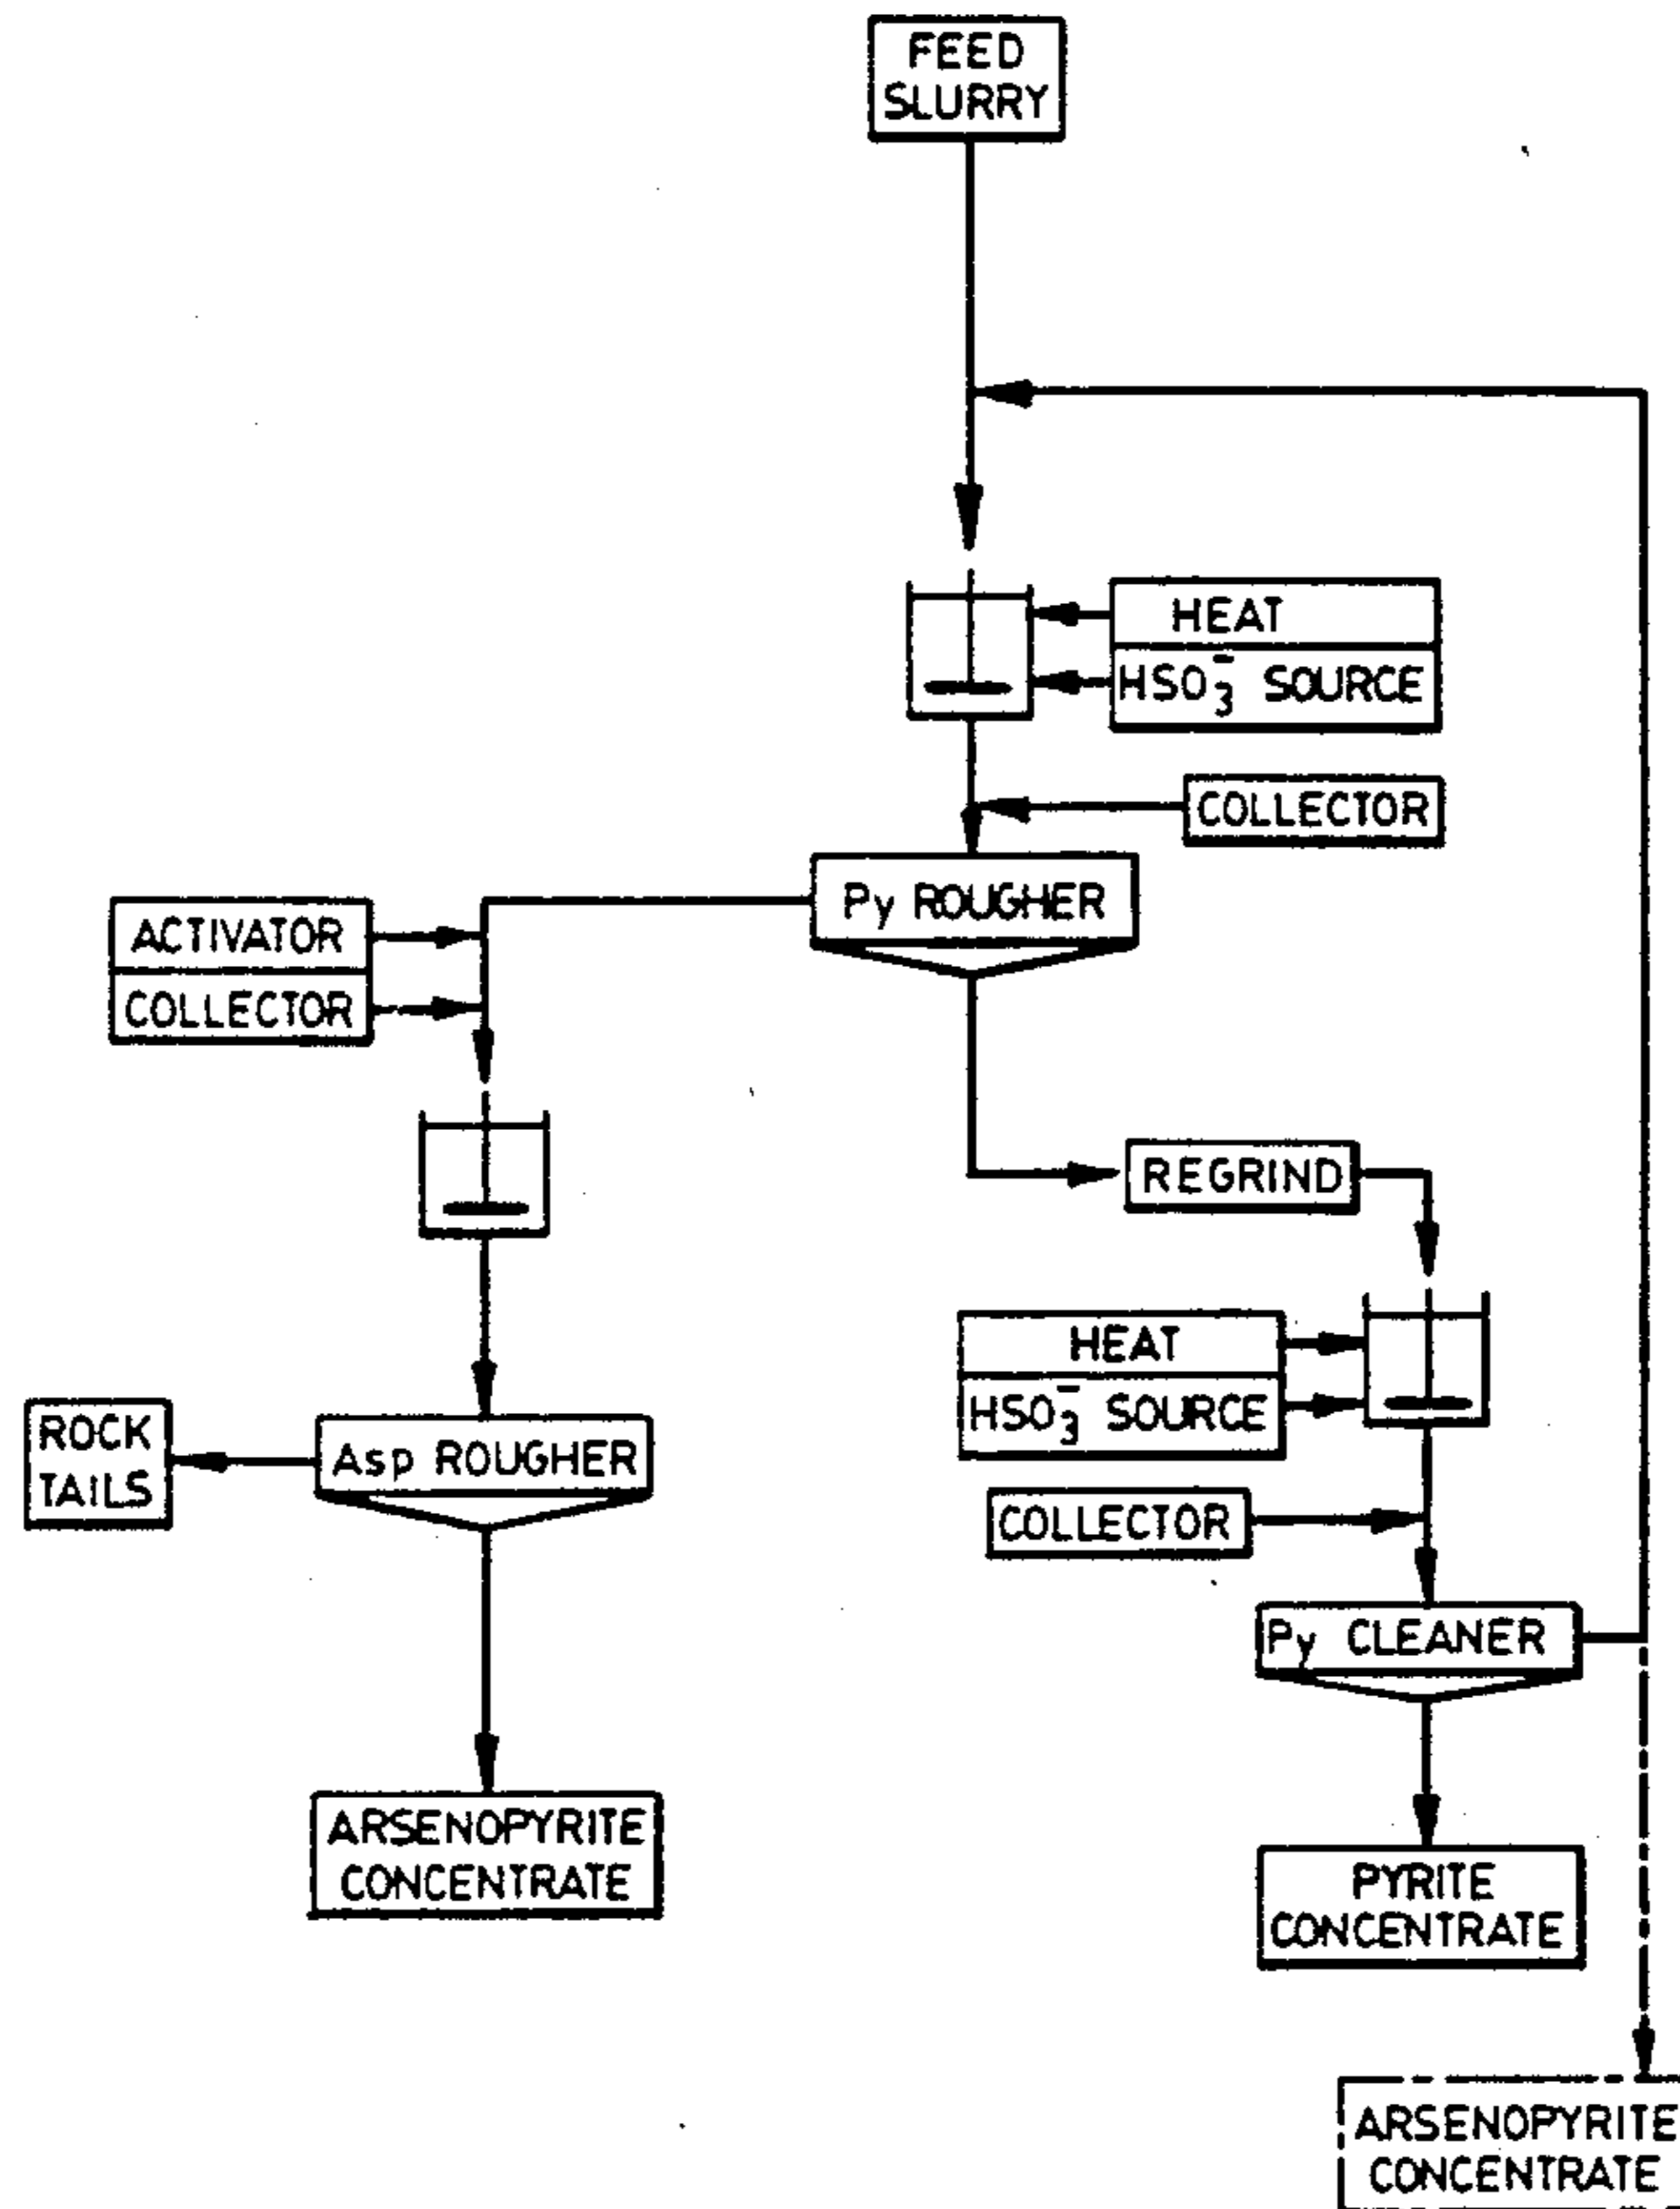 FEED
SLURRY
HEAT
HSO₃⁻ SOURCE
COLLECTOR
Py ROUGHER
ACTIVATOR
COLLECTOR
REGRIND
HEAT
HSO₃⁻ SOURCE
COLLECTOR
ROCK
TAILS
Asp ROUGHER
Py CLEANER
ARSENOPYRITE
CONCENTRATE
PYRITE
CONCENTRATE
ARSENOPYRITE
CONCENTRATE